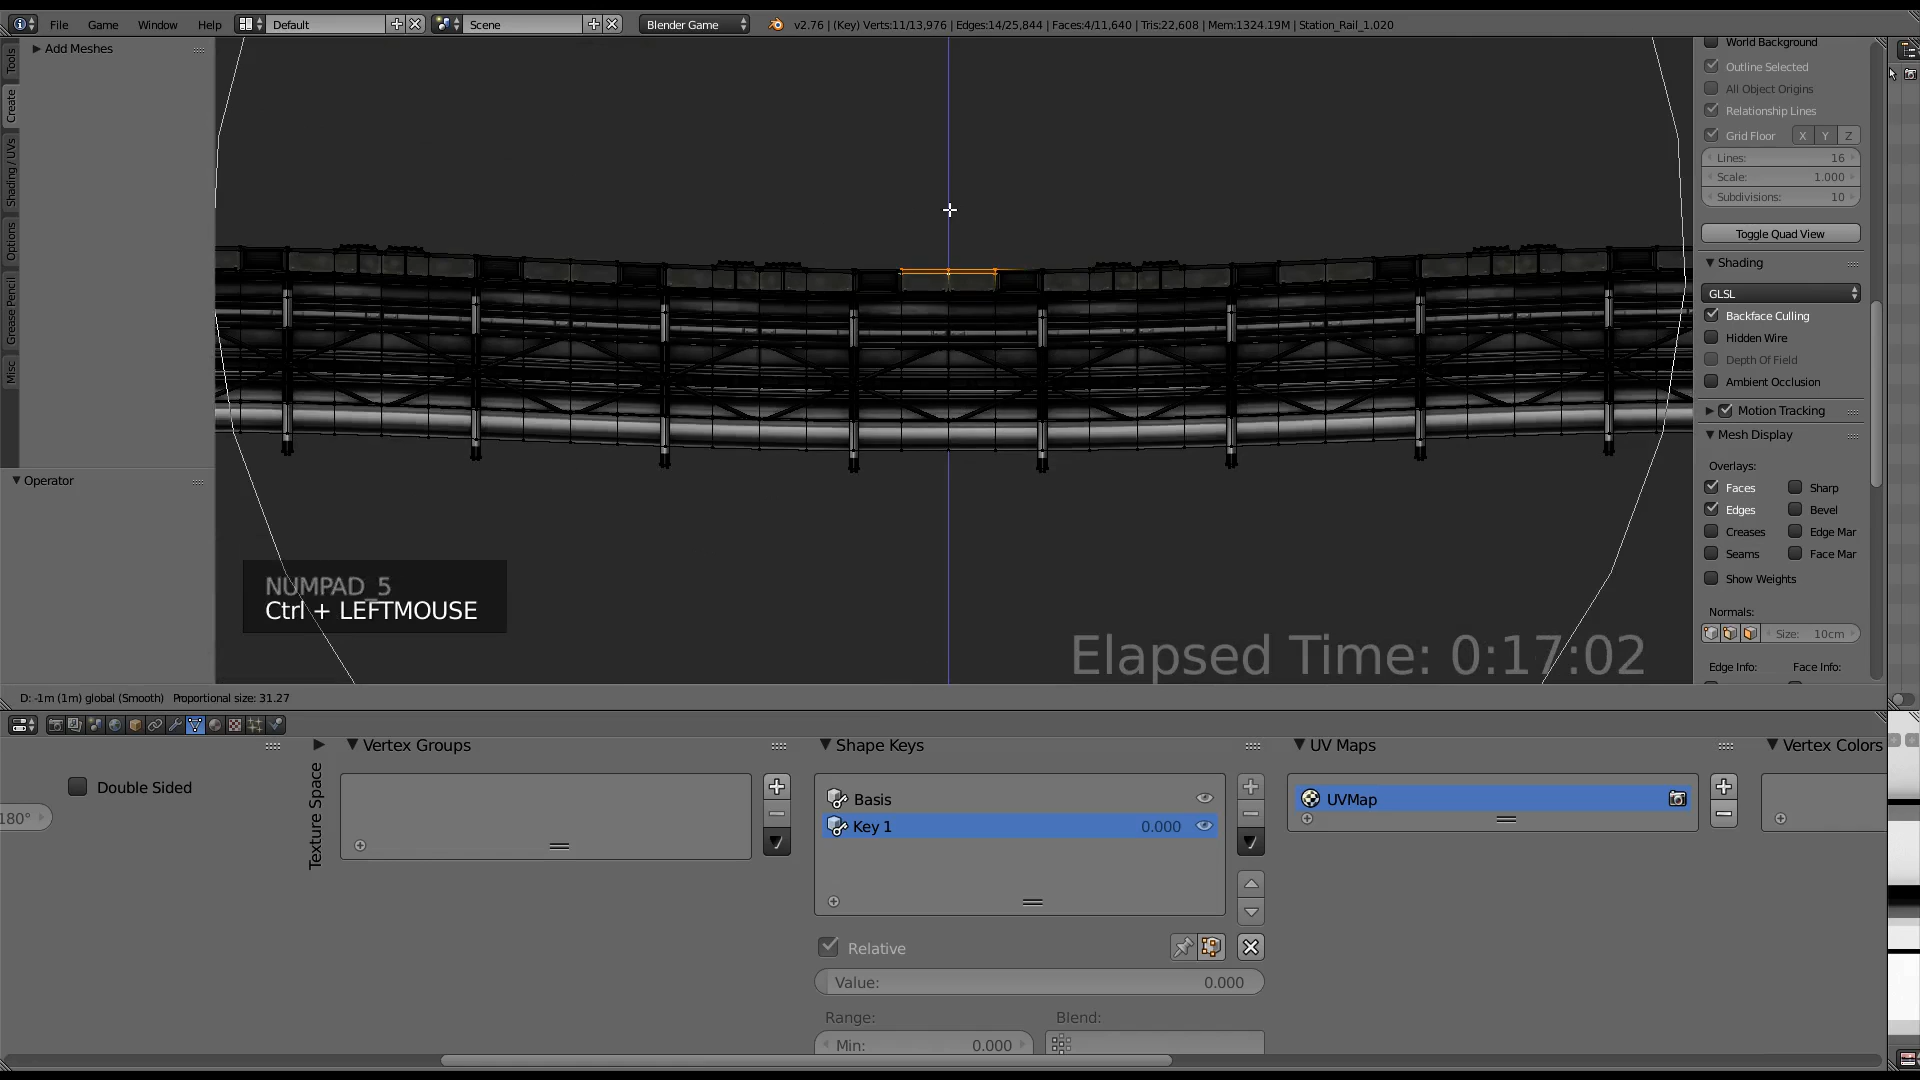 File Game Window Help Default Scene Blender Game v2.76 | (Key) Verts:11/13,976 | Edges:14/25,844 | Faces:4/11,640 | Tris:22,608 | Mem:1324.19M | Station_Rail_1.020
Tools
Create
Shading / UVs
Options
Grease Pencil
Misc
Add Meshes
Operator
World Background
Outline Selected
All Object Origins
Relationship Lines
Grid Floor X Y Z
Lines: 16
Scale: 1.000
Subdivisions: 10
Toggle Quad View
Shading
GLSL
Backface Culling
Hidden Wire
Depth Of Field
Ambient Occlusion
Motion Tracking
Mesh Display
Overlays:
Faces Sharp
Edges Bevel
Creases Edge Mar
Seams Face Mar
Show Weights
Normals:
Size: 10cm
Edge Info: Face Info:
NUMPAD_5
Ctrl + LEFTMOUSE
Elapsed Time: 0:17:02
D: -1m (1m) global (Smooth) Proportional size: 31.27
Double Sided
180°
Texture Space
Vertex Groups
Shape Keys
Basis
Key 1 0.000
Relative
Value: 0.000
Range: Blend:
Min: 0.000
UV Maps
UVMap
Vertex Colors